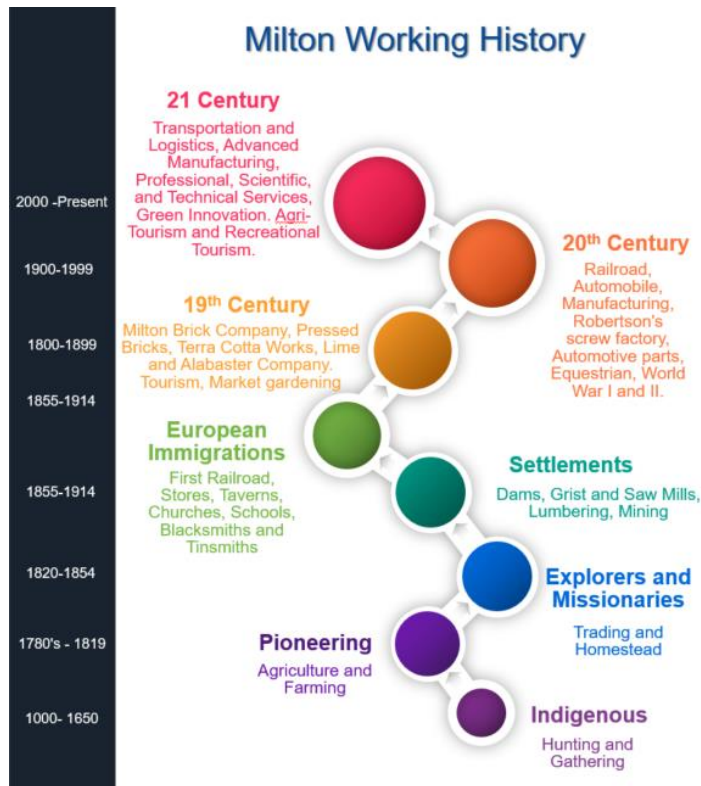 Milton Working History
21 Century
Transportation and
Logistics, Advanced
Manufacturing,
Professional, Scientific,
and Technical Services,
Green Innovation. Agri-
Tourism and Recreational
Tourism.
2000 -Present
20th Century
Railroad,
Automobile,
Manufacturing,
Robertson's
screw factory,
Automotive parts,
Equestrian, World
War I and II.
1900-1999
19th Century
Milton Brick Company, Pressed
Bricks, Terra Cotta Works, Lime
and Alabaster Company.
Tourism, Market gardening
1800-1899
1855-1914
European
Immigrations
First Railroad,
Stores, Taverns,
Churches, Schools,
Blacksmiths and
Tinsmiths
Settlements
Dams, Grist and Saw Mills,
Lumbering, Mining
1855-1914
1820-1854
Explorers and
Missionaries
Trading and
Homestead
1780's - 1819
Pioneering
Agriculture and
Farming
1000- 1650
Indigenous
Hunting and
Gathering